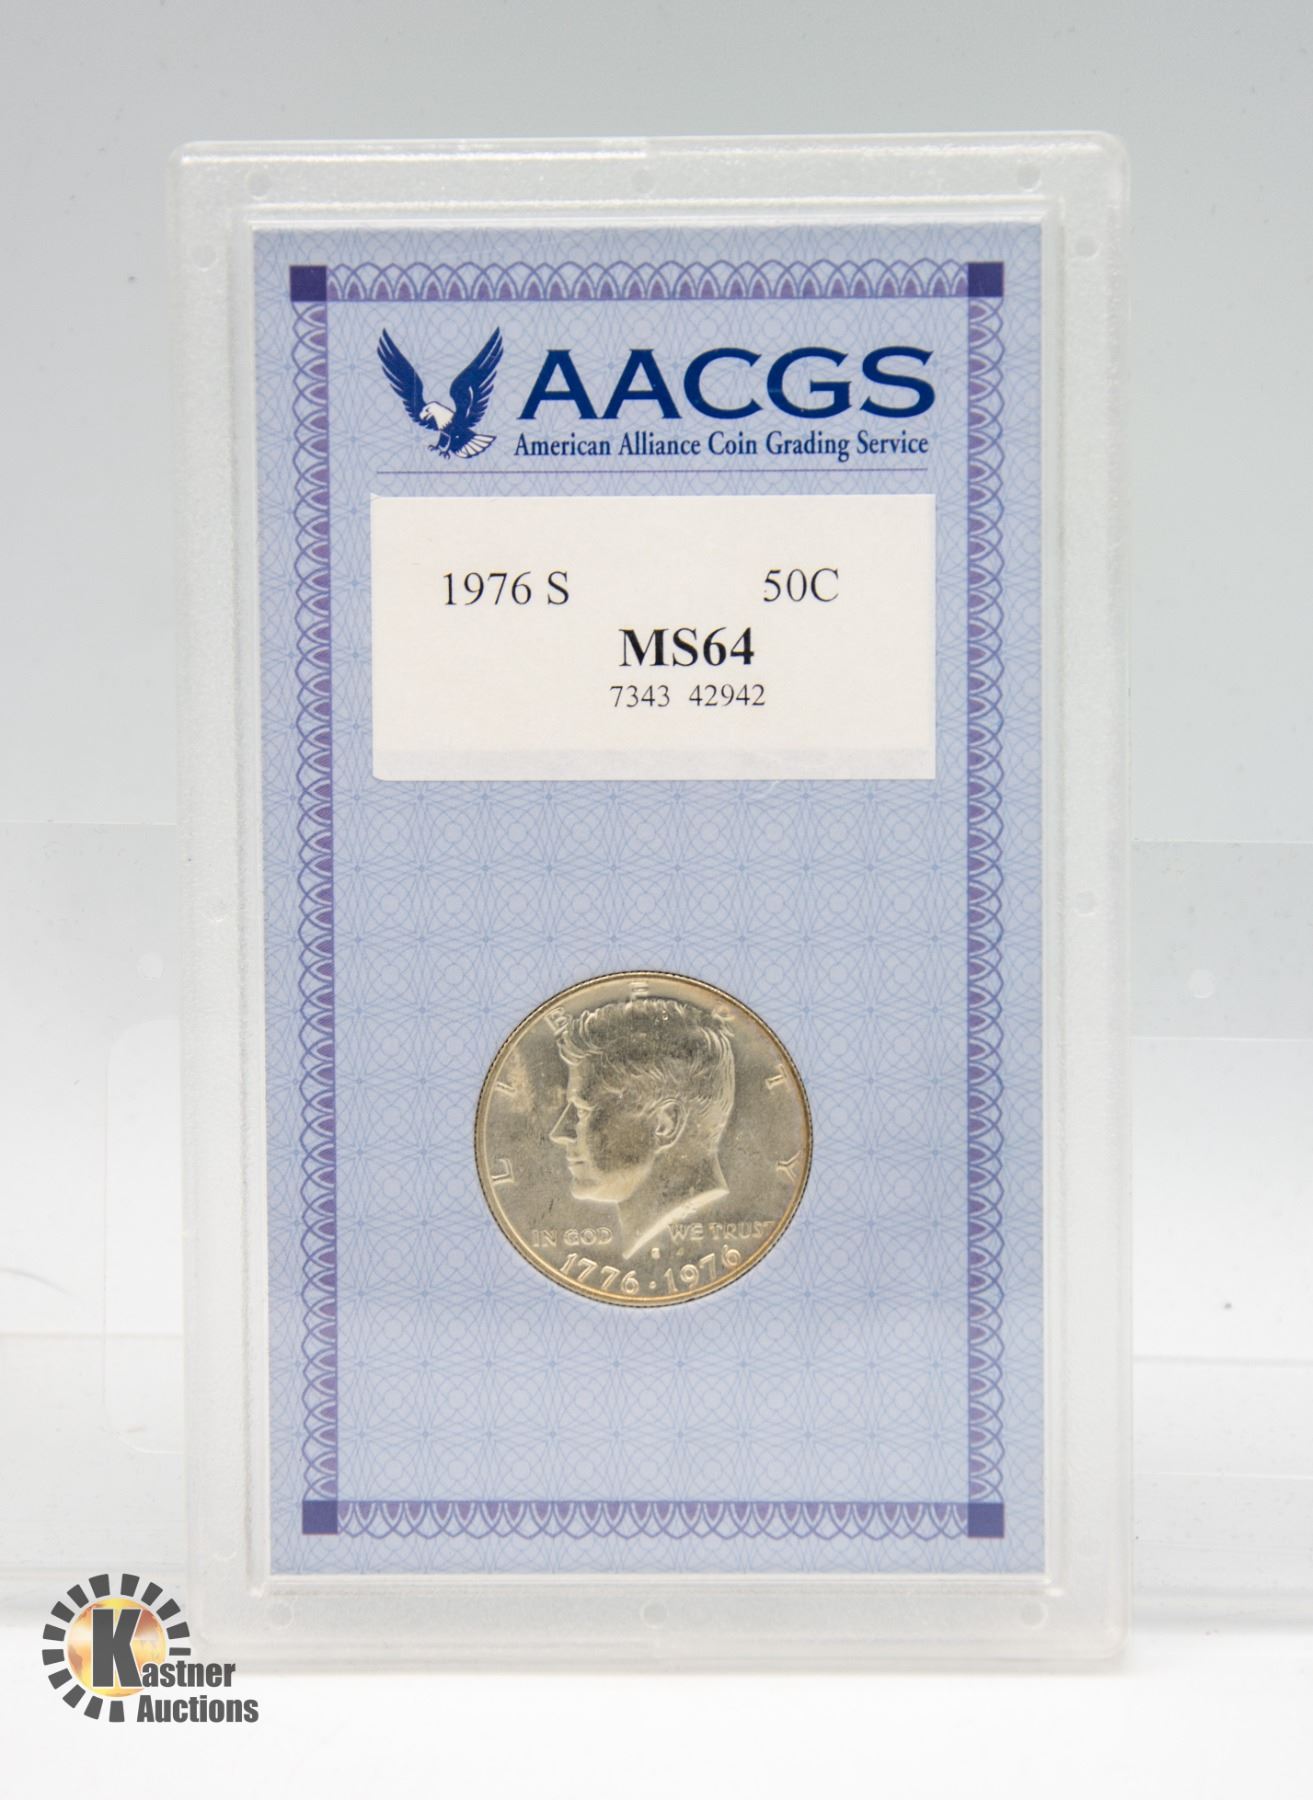 AACGS
American Alliance Coin Grading Service
1976 S 50C
MS64
7343 42942
LIBERTY
IN GOD WE TRUST
S
1776 · 1976
Kastner
Auctions